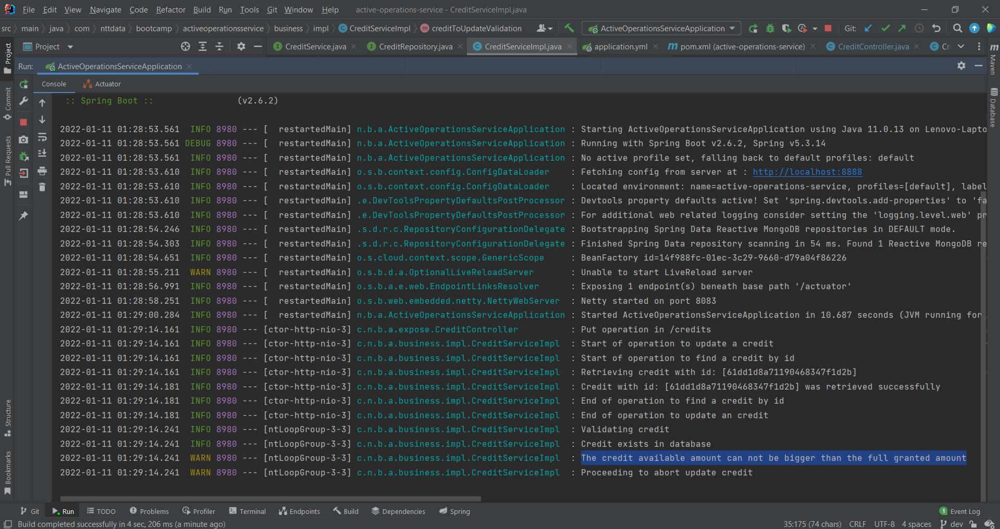 File Edit View Navigate Code Refactor Build Run Tools Git Window Help active-operations-service - CreditServiceImpl.java
src main java com nttdata bootcamp activeoperationsservice business impl CreditServiceImpl creditToUpdateValidation ActiveOperationsServiceApplication Git:
Project CreditService.java CreditRepository.java CreditServiceImpl.java application.yml pom.xml (active-operations-service) CreditController.java Cr
Run: ActiveOperationsServiceApplication
Console Actuator
:: Spring Boot :: (v2.6.2)
2022-01-11 01:28:53.561 INFO 8980 --- [ restartedMain] n.b.a.ActiveOperationsServiceApplication : Starting ActiveOperationsServiceApplication using Java 11.0.13 on Lenovo-Lapto
2022-01-11 01:28:53.561 DEBUG 8980 --- [ restartedMain] n.b.a.ActiveOperationsServiceApplication : Running with Spring Boot v2.6.2, Spring v5.3.14
2022-01-11 01:28:53.561 INFO 8980 --- [ restartedMain] n.b.a.ActiveOperationsServiceApplication : No active profile set, falling back to default profiles: default
2022-01-11 01:28:53.610 INFO 8980 --- [ restartedMain] o.s.b.context.config.ConfigDataLoader : Fetching config from server at : http://localhost:8888
2022-01-11 01:28:53.610 INFO 8980 --- [ restartedMain] o.s.b.context.config.ConfigDataLoader : Located environment: name=active-operations-service, profiles=[default], label
2022-01-11 01:28:53.610 INFO 8980 --- [ restartedMain] .e.DevToolsPropertyDefaultsPostProcessor : Devtools property defaults active! Set 'spring.devtools.add-properties' to 'fa
2022-01-11 01:28:53.610 INFO 8980 --- [ restartedMain] .e.DevToolsPropertyDefaultsPostProcessor : For additional web related logging consider setting the 'logging.level.web' pr
2022-01-11 01:28:54.246 INFO 8980 --- [ restartedMain] .s.d.r.c.RepositoryConfigurationDelegate : Bootstrapping Spring Data Reactive MongoDB repositories in DEFAULT mode.
2022-01-11 01:28:54.303 INFO 8980 --- [ restartedMain] .s.d.r.c.RepositoryConfigurationDelegate : Finished Spring Data repository scanning in 54 ms. Found 1 Reactive MongoDB re
2022-01-11 01:28:54.651 INFO 8980 --- [ restartedMain] o.s.cloud.context.scope.GenericScope : BeanFactory id=14f988fc-01ec-3c29-9660-d79a04f86226
2022-01-11 01:28:55.211 WARN 8980 --- [ restartedMain] o.s.b.d.a.OptionalLiveReloadServer : Unable to start LiveReload server
2022-01-11 01:28:56.991 INFO 8980 --- [ restartedMain] o.s.b.a.e.web.EndpointLinksResolver : Exposing 1 endpoint(s) beneath base path '/actuator'
2022-01-11 01:28:58.251 INFO 8980 --- [ restartedMain] o.s.b.web.embedded.netty.NettyWebServer : Netty started on port 8083
2022-01-11 01:29:00.284 INFO 8980 --- [ restartedMain] n.b.a.ActiveOperationsServiceApplication : Started ActiveOperationsServiceApplication in 10.687 seconds (JVM running for
2022-01-11 01:29:14.161 INFO 8980 --- [ctor-http-nio-3] c.n.b.a.expose.CreditController : Put operation in /credits
2022-01-11 01:29:14.161 INFO 8980 --- [ctor-http-nio-3] c.n.b.a.business.impl.CreditServiceImpl : Start of operation to update a credit
2022-01-11 01:29:14.161 INFO 8980 --- [ctor-http-nio-3] c.n.b.a.business.impl.CreditServiceImpl : Start of operation to find a credit by id
2022-01-11 01:29:14.161 INFO 8980 --- [ctor-http-nio-3] c.n.b.a.business.impl.CreditServiceImpl : Retrieving credit with id: [61dd1d8a71190468347f1d2b]
2022-01-11 01:29:14.181 INFO 8980 --- [ctor-http-nio-3] c.n.b.a.business.impl.CreditServiceImpl : Credit with id: [61dd1d8a71190468347f1d2b] was retrieved successfully
2022-01-11 01:29:14.181 INFO 8980 --- [ctor-http-nio-3] c.n.b.a.business.impl.CreditServiceImpl : End of operation to find a credit by id
2022-01-11 01:29:14.181 INFO 8980 --- [ctor-http-nio-3] c.n.b.a.business.impl.CreditServiceImpl : End of operation to update an credit
2022-01-11 01:29:14.241 INFO 8980 --- [ntLoopGroup-3-3] c.n.b.a.business.impl.CreditServiceImpl : Validating credit
2022-01-11 01:29:14.241 INFO 8980 --- [ntLoopGroup-3-3] c.n.b.a.business.impl.CreditServiceImpl : Credit exists in database
2022-01-11 01:29:14.241 WARN 8980 --- [ntLoopGroup-3-3] c.n.b.a.business.impl.CreditServiceImpl : The credit available amount can not be bigger than the full granted amount
2022-01-11 01:29:14.241 WARN 8980 --- [ntLoopGroup-3-3] c.n.b.a.business.impl.CreditServiceImpl : Proceeding to abort update credit
Project
Commit
Pull Requests
Structure
Bookmarks
Maven
Database
Git Run TODO Problems Profiler Terminal Endpoints Build Dependencies Spring 1 Event Log
Build completed successfully in 4 sec, 206 ms (a minute ago) 35:175 (74 chars) CRLF UTF-8 4 spaces dev